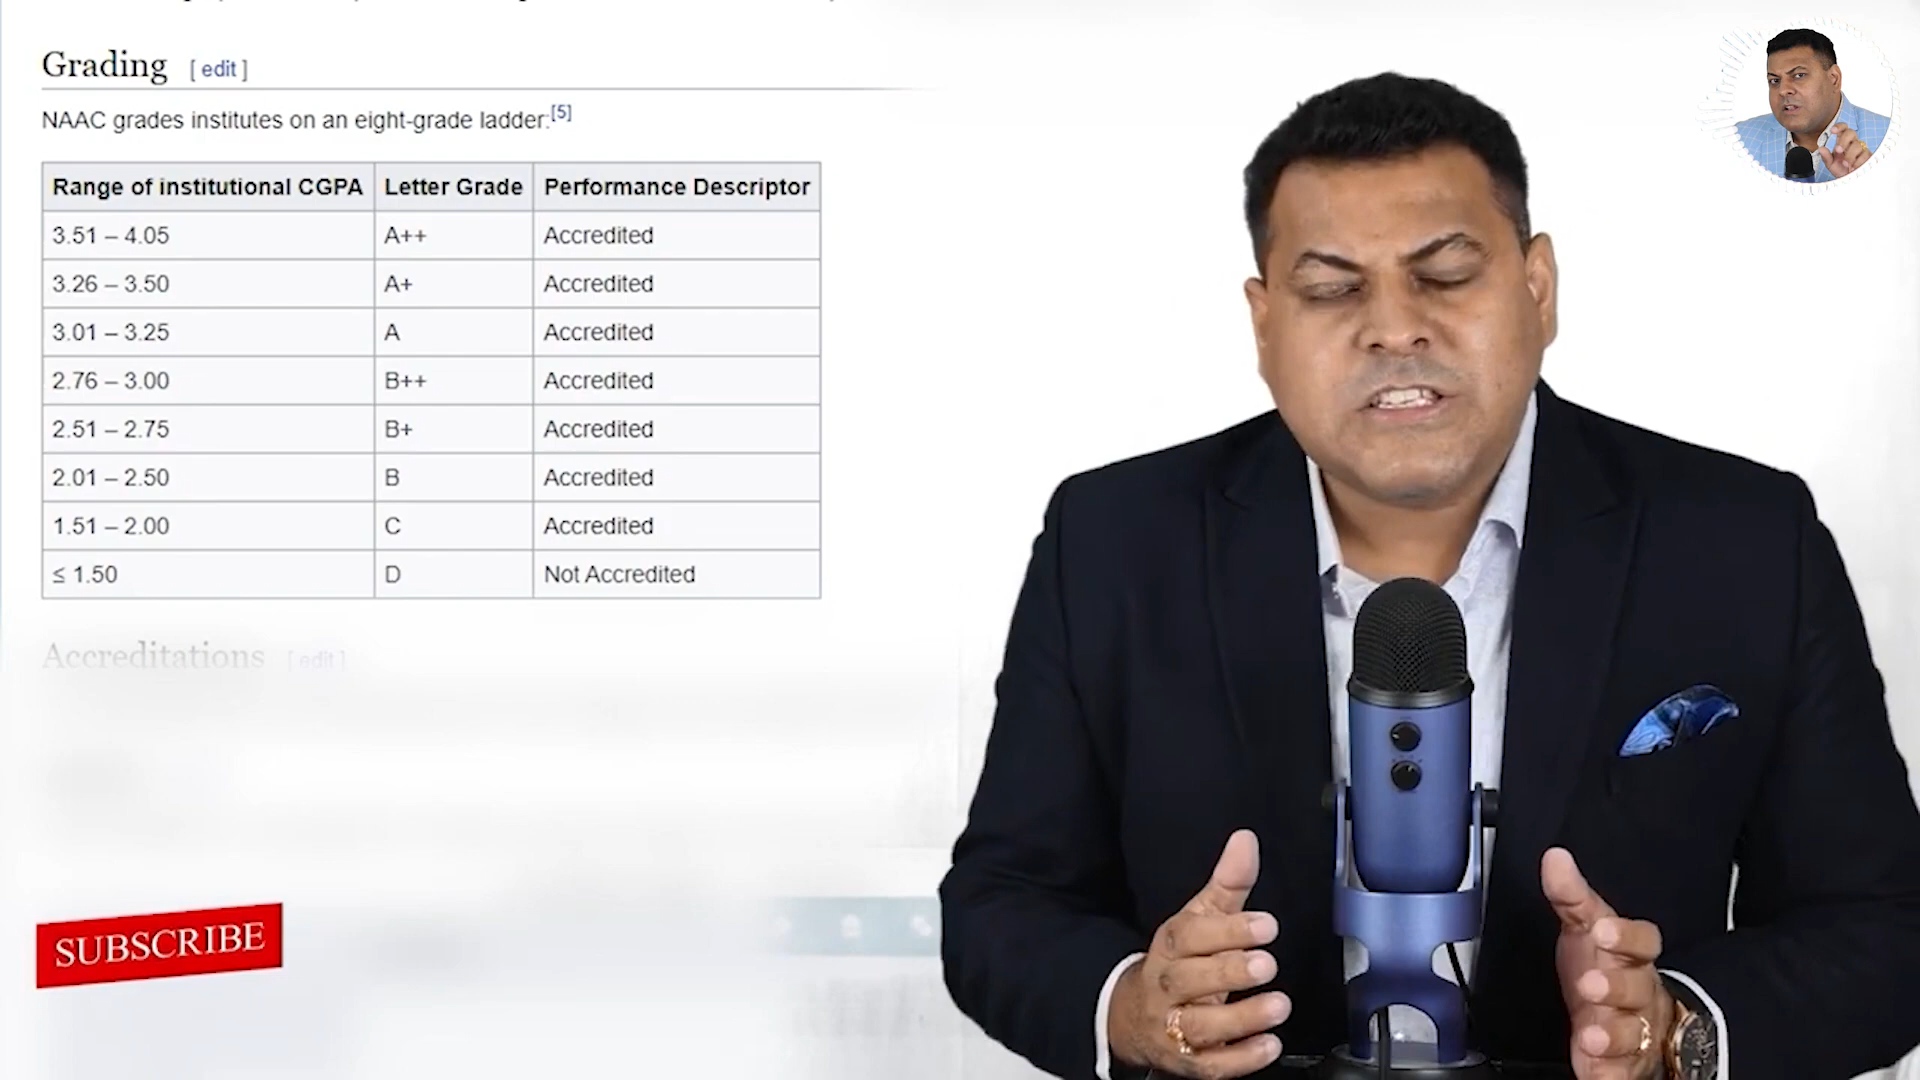 Grading [ edit ]
NAAC grades institutes on an eight-grade ladder:[5]
Range of institutional CGPA Letter Grade Performance Descriptor
3.51 – 4.05 A++ Accredited
3.26 – 3.50 A+ Accredited
3.01 – 3.25 A Accredited
2.76 – 3.00 B++ Accredited
2.51 – 2.75 B+ Accredited
2.01 – 2.50 B Accredited
1.51 – 2.00 C Accredited
≤ 1.50 D Not Accredited
Accreditations [ edit ]
SUBSCRIBE